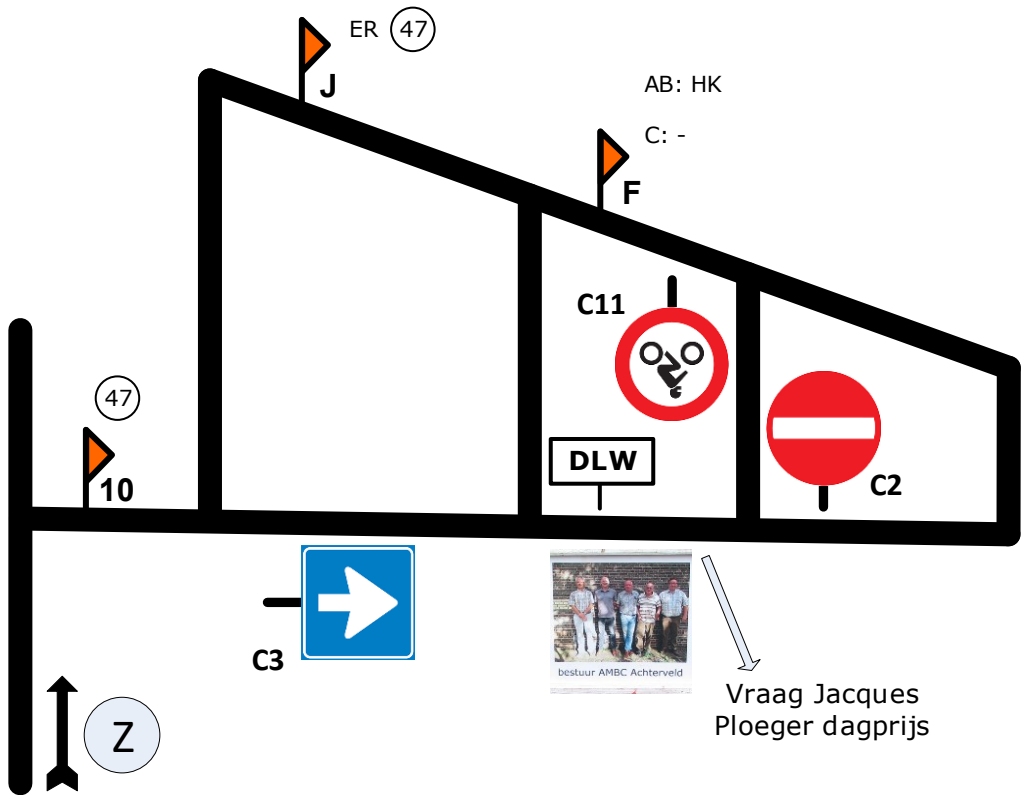 ER 47
J
AB: HK
C: -
F
C11
47
10
DLW
C2
C3
bestuur AMBC Achterveld
Vraag Jacques
Ploeger dagprijs
Z